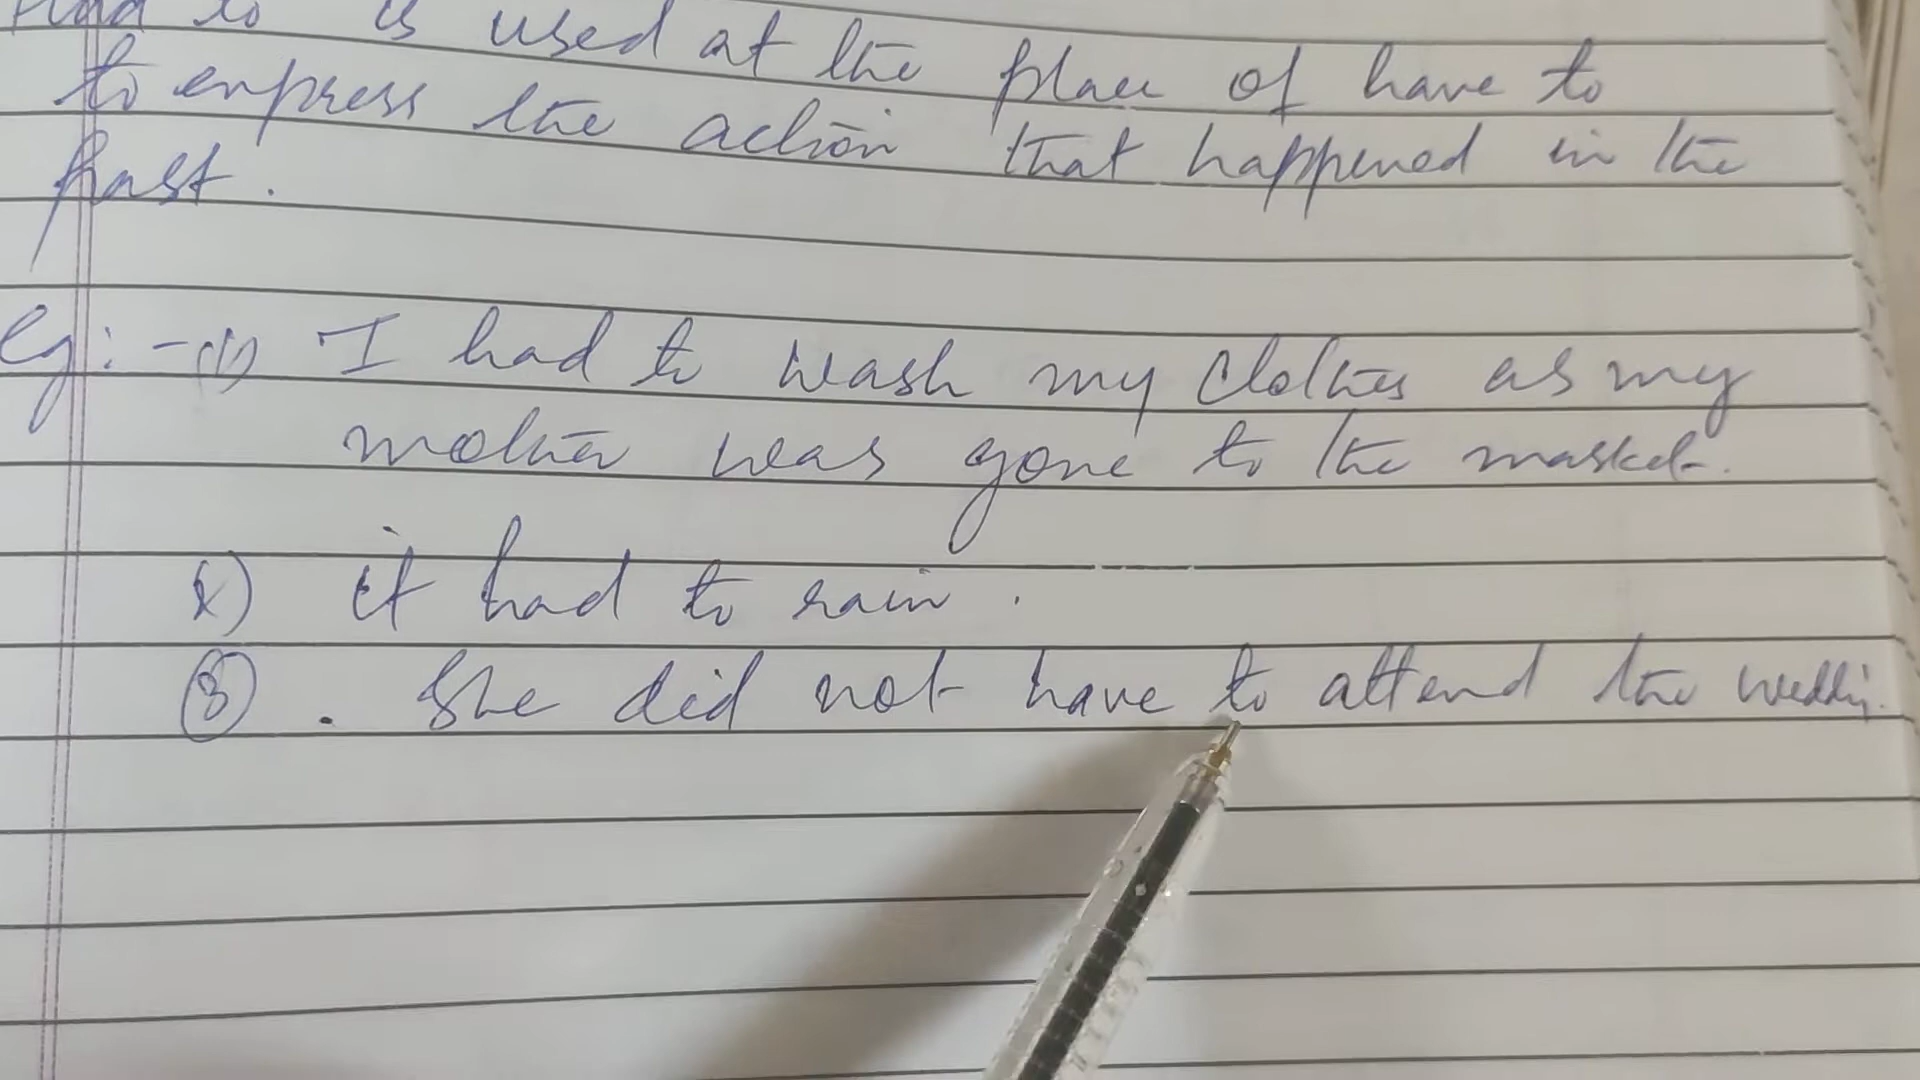 Had to is used at the place of have to
to express the action that happened in the
past.
eg:-(1) I had to wash my clothes as my
mother was gone to the market.
2) it had to rain.
3. She did not have to attend the